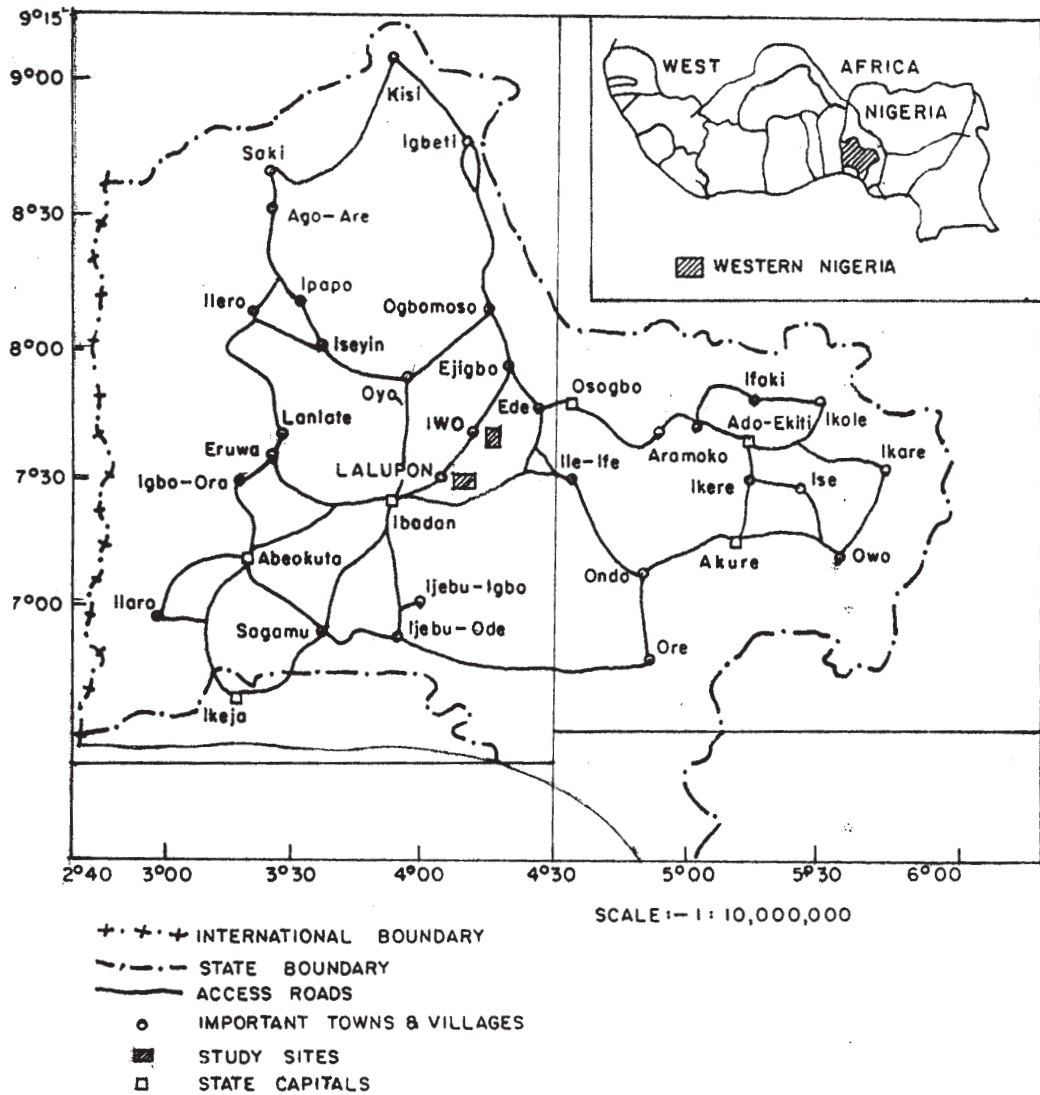 9°15'
9°00
8°30
8°00
7°30
7°00
WEST AFRICA
NIGERIA
WESTERN NIGERIA
Kisi
Igbeti
Saki
Ago-Are
Ipapo
Ilero
Ogbomoso
Iseyin
Ejigbo
Oyo
Osogbo
Ifaki
Ede
Lanlate
IWO
Ado-Ekiti
Ikole
Eruwa
Aramoko
Ikare
LALUPON
Ile-Ife
Igbo-Ora
Ikere
Ise
Ibadan
Abeokuta
Akure
Owo
Ondo
Ijebu-Igbo
Ilaro
Sagamu
Ijebu-Ode
Ore
Ikeja
2°40 3°00 3°30 4°00 4°30 5°00 5°30 6°00
SCALE:-1:10,000,000
INTERNATIONAL BOUNDARY
STATE BOUNDARY
ACCESS ROADS
IMPORTANT TOWNS & VILLAGES
STUDY SITES
STATE CAPITALS